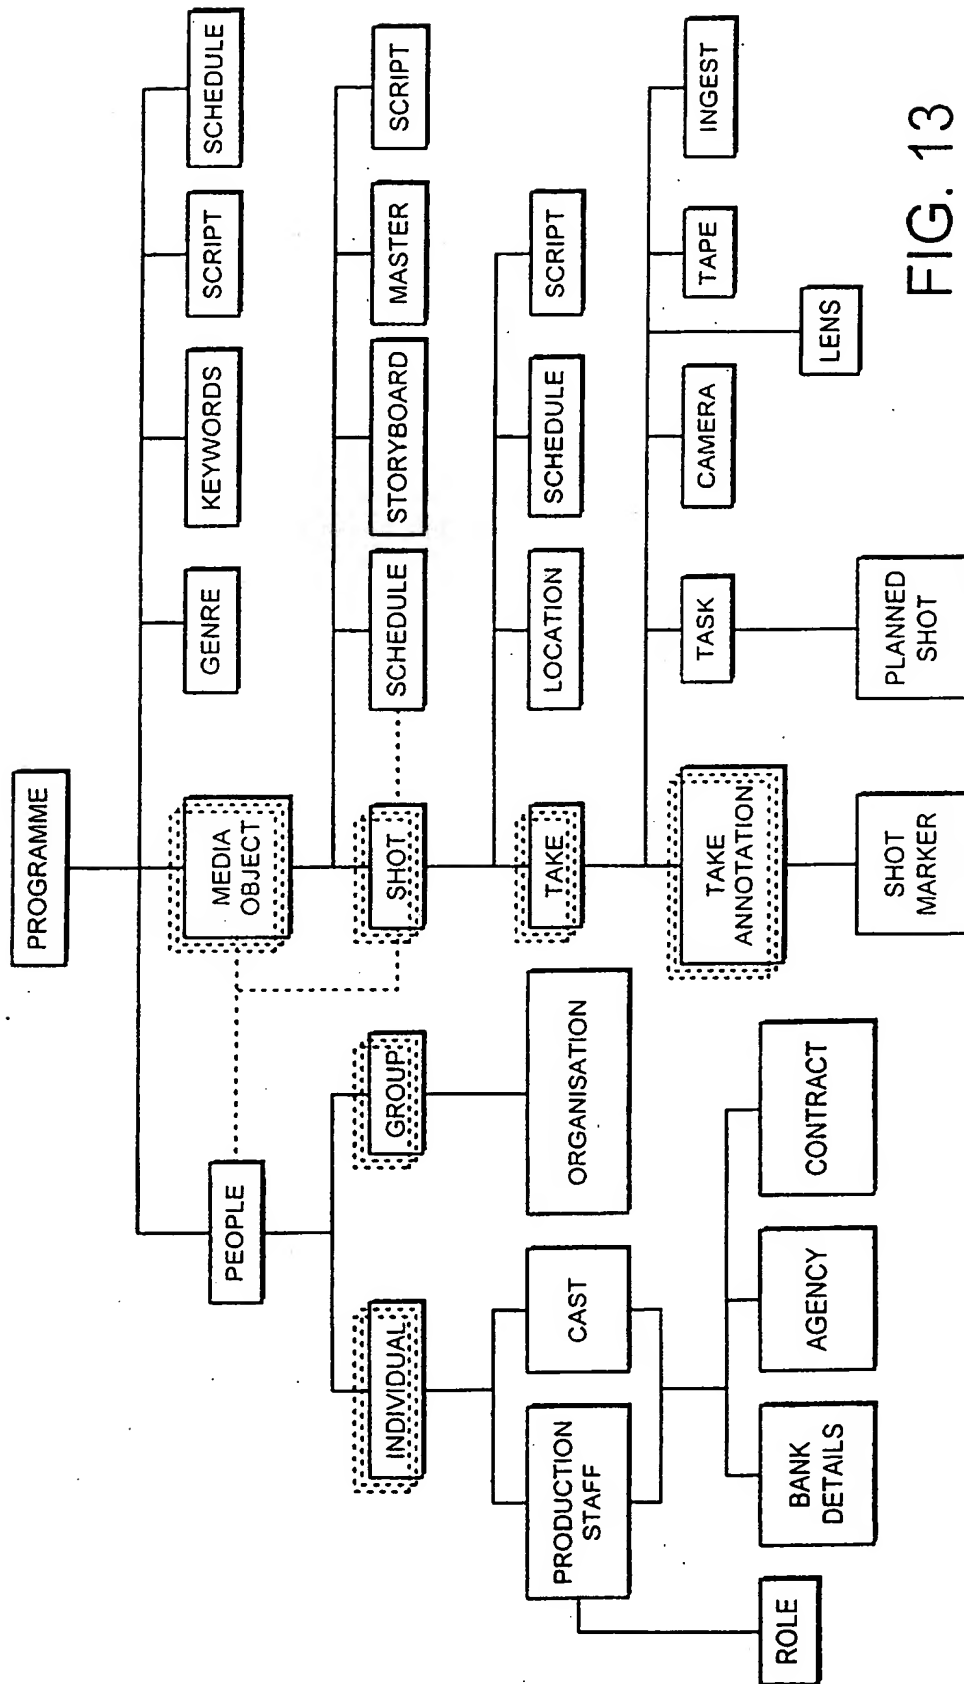 PROGRAMME
PEOPLE
MEDIA
OBJECT
GENRE
KEYWORDS
SCRIPT
SCHEDULE
INDIVIDUAL
GROUP
SHOT
SCHEDULE
STORYBOARD
MASTER
SCRIPT
PRODUCTION
STAFF
CAST
ORGANISATION
TAKE
LOCATION
SCHEDULE
SCRIPT
TAKE
ANNOTATION
TASK
CAMERA
TAPE
INGEST
ROLE
BANK
DETAILS
AGENCY
CONTRACT
LENS
SHOT
MARKER
PLANNED
SHOT
FIG. 13